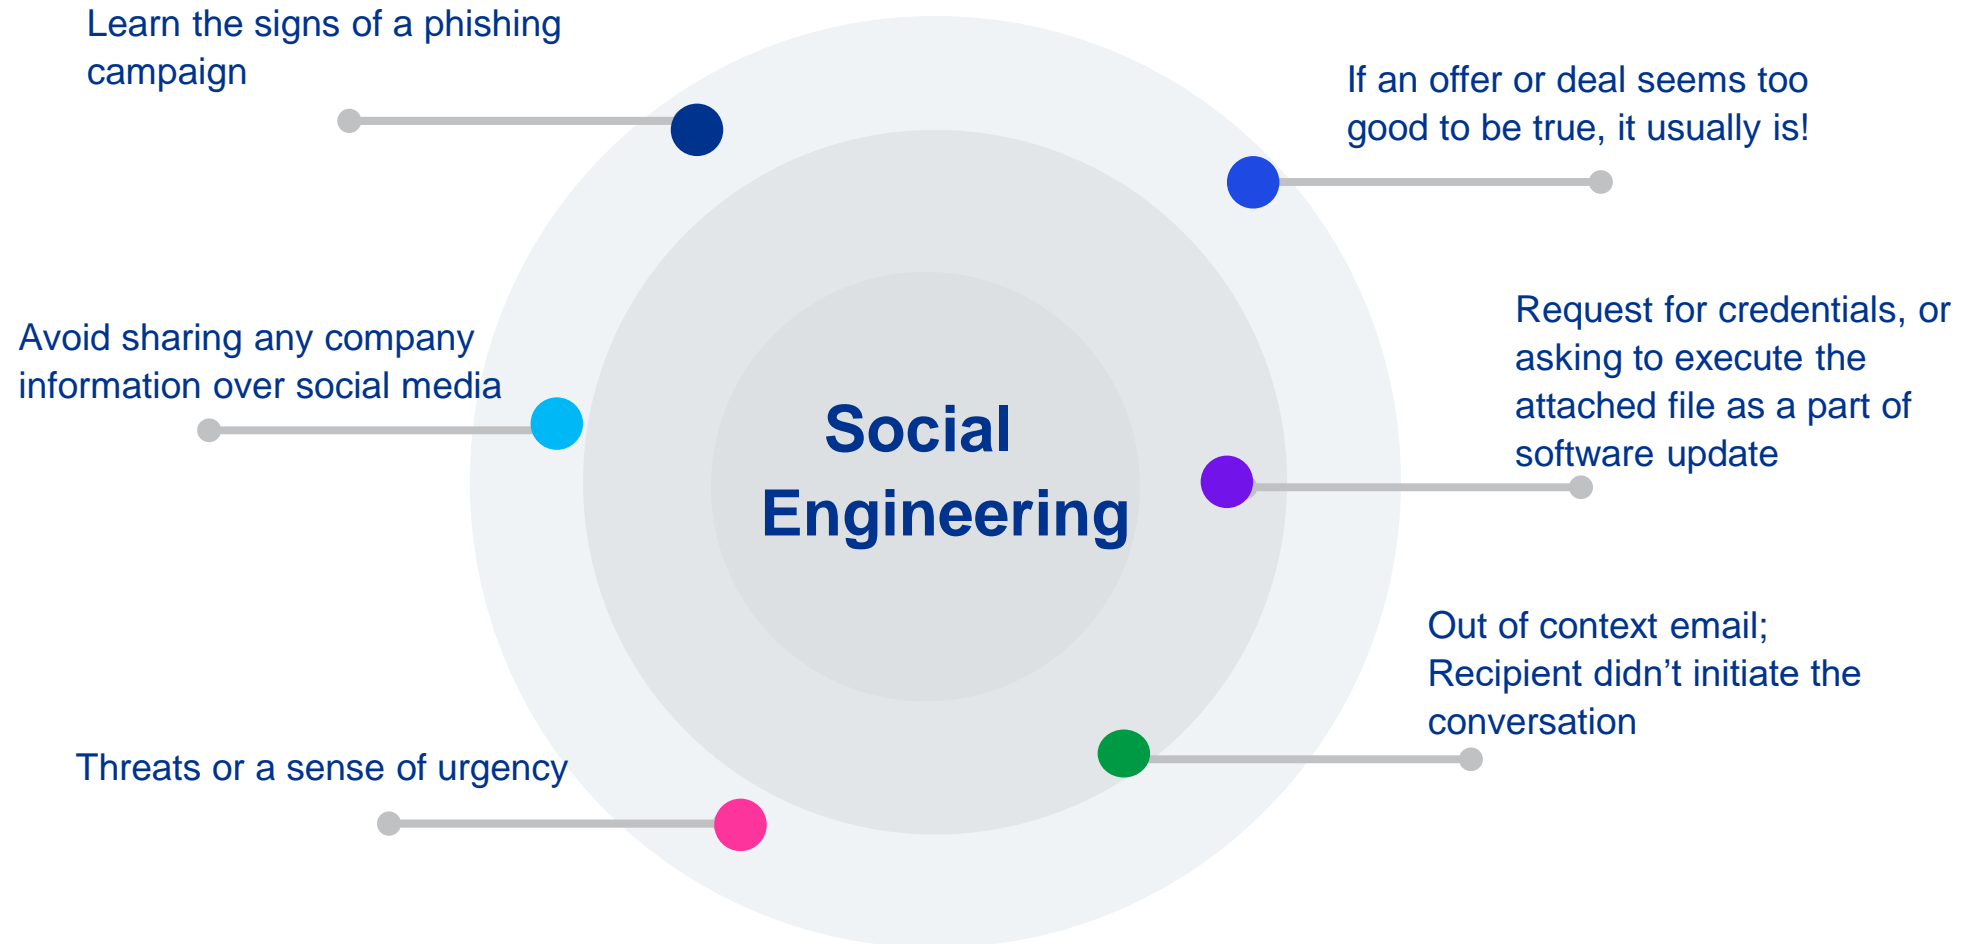 Learn the signs of a phishing
campaign
If an offer or deal seems too
good to be true, it usually is!
Avoid sharing any company
information over social media
Request for credentials, or
asking to execute the
attached file as a part of
software update
Social
Engineering
Out of context email;
Recipient didn’t initiate the
conversation
Threats or a sense of urgency